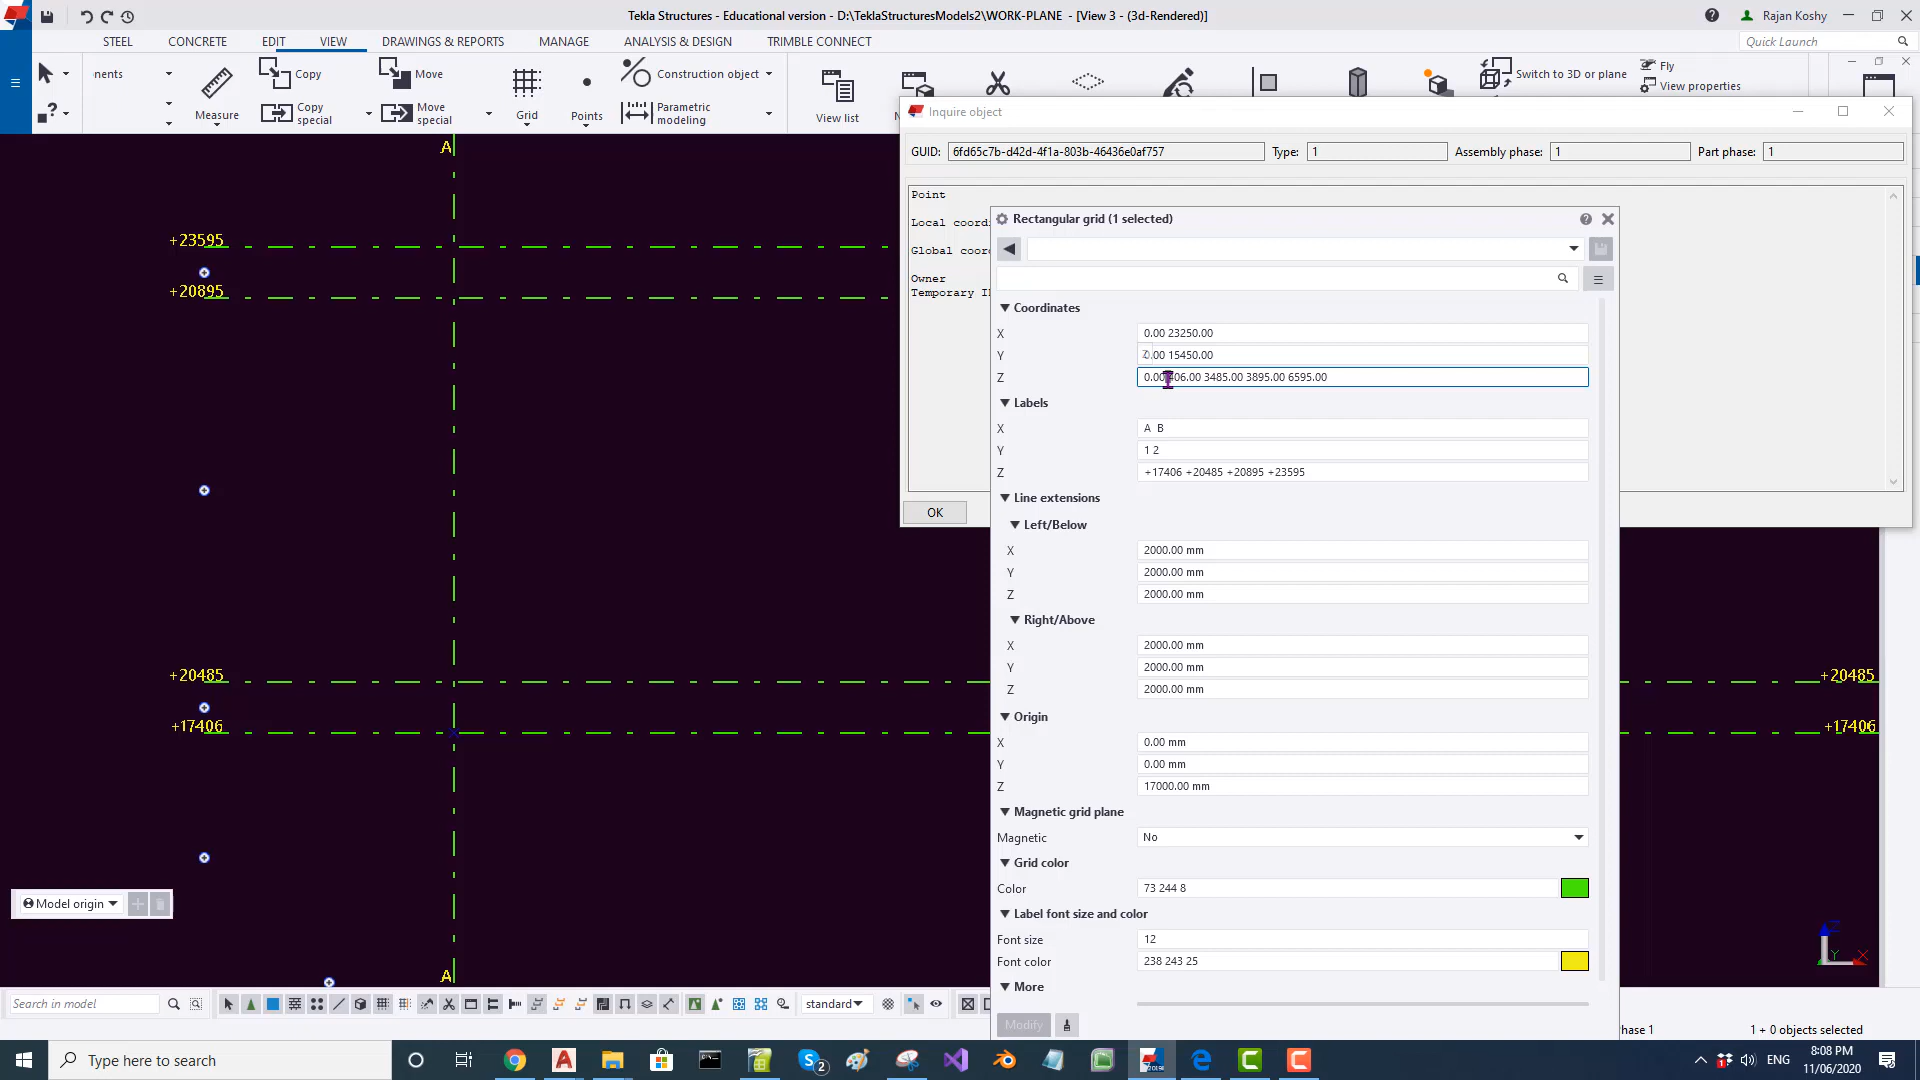 Tekla Structures - Educational version - D:\TeklaStructuresModels2\WORK-PLANE - [View 3 - (3d-Rendered)]
Rajan Koshy
STEEL CONCRETE EDIT VIEW DRAWINGS & REPORTS MANAGE ANALYSIS & DESIGN TRIMBLE CONNECT
Quick Launch
Copy
Move
Construction object
Switch to 3D or plane
Fly
View properties
Measure
Copy special
Move special
Grid
Points
Parametric modeling
View list
Inquire object
GUID: 6fd65c7b-d42d-4f1a-803b-46436e0af757 Type: 1 Assembly phase: 1 Part phase: 1
Point
Owner
OK
Rectangular grid (1 selected)
Coordinates
X 0.00 23250.00
Y 0.00 15450.00
Z 0.00 406.00 3485.00 3895.00 6595.00
Labels
X A B
Y 1 2
Z +17406 +20485 +20895 +23595
Line extensions
Left/Below
X 2000.00 mm
Y 2000.00 mm
Z 2000.00 mm
Right/Above
X 2000.00 mm
Y 2000.00 mm
Z 2000.00 mm
Origin
X 0.00 mm
Y 0.00 mm
Z 17000.00 mm
Magnetic grid plane
Magnetic No
Grid color
Color 73 244 8
Label font size and color
Font size 12
Font color 238 243 25
More
Modify
A
+23595
+20895
+20485
+17406
A
+20485
+17406
Model origin
Search in model
standard
1 + 0 objects selected
Type here to search
2
ENG
8:08 PM
11/06/2020